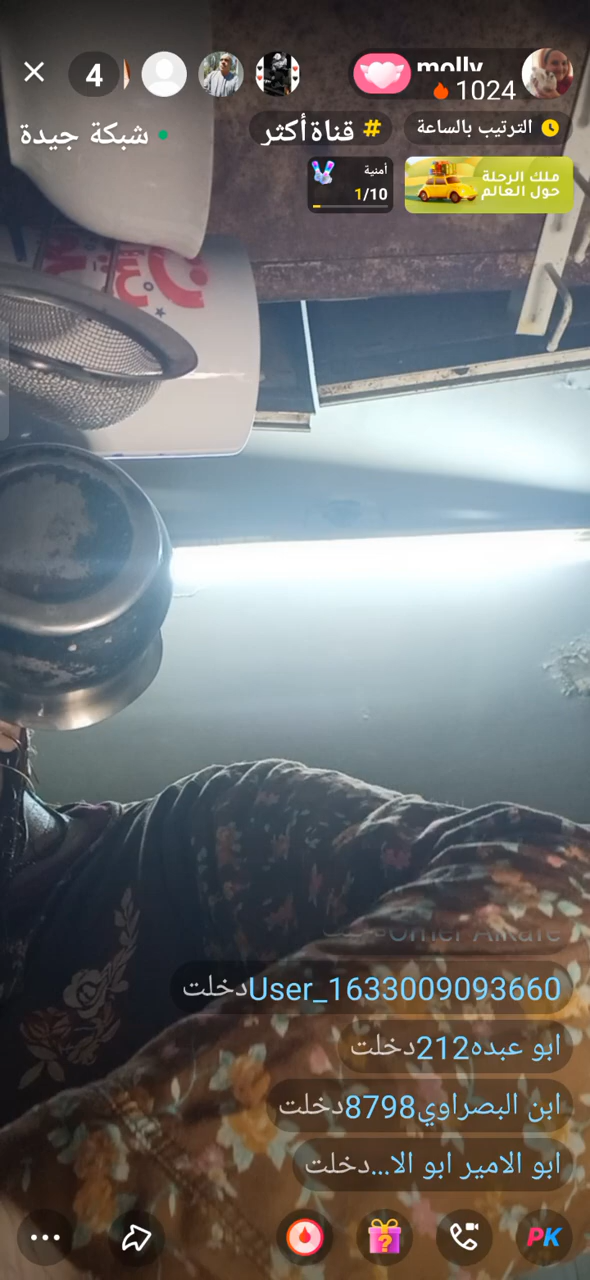 molly
1024
4
الترتيب بالساعة
# قناة أكثر
شبكة جيدة
ملك الرحلة
حول العالم
أمنية
1/10
User_1633009093660دخلت
ابو عبده212دخلت
ابن البصراوي8798دخلت
ابو الامير ابو الا...دخلت
PK